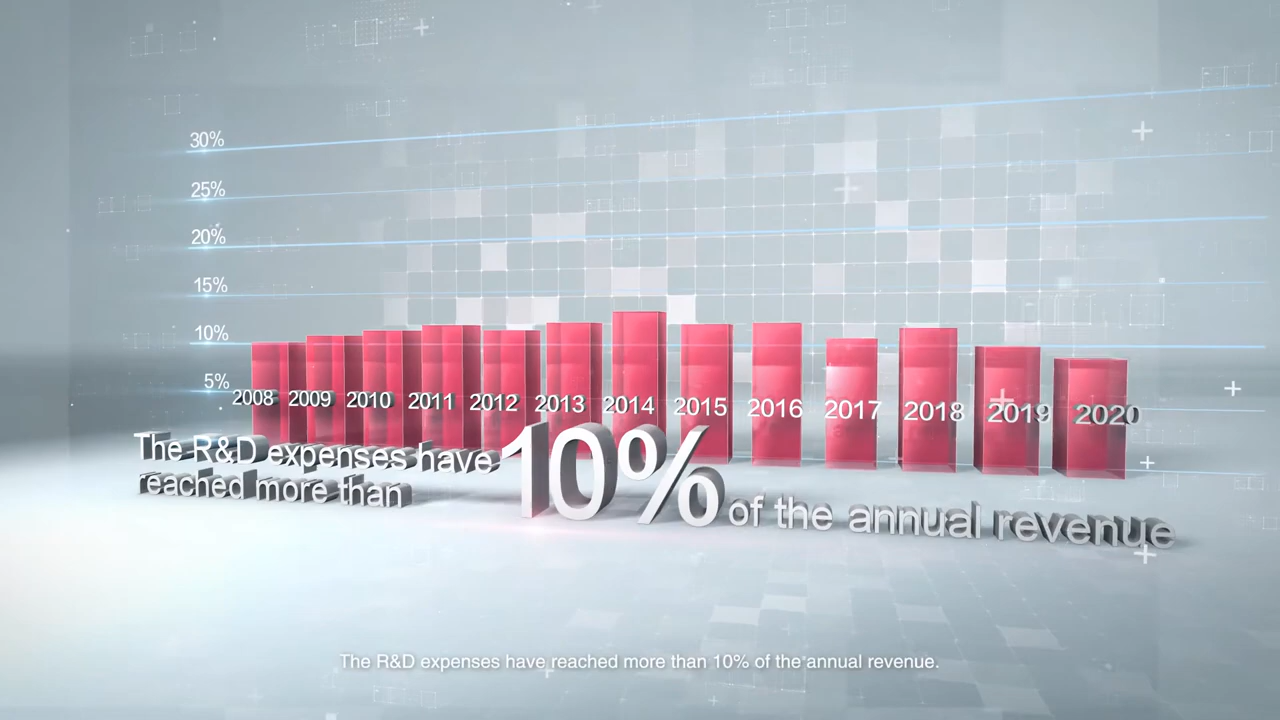 30%
25%
20%
15%
10%
5%
2008 2009 2010 2011 2012 2013 2014 2015 2016 2017 2018 2019 2020
The R&D expenses have
reached more than 10% of the annual revenue
The R&D expenses have reached more than 10% of the annual revenue.